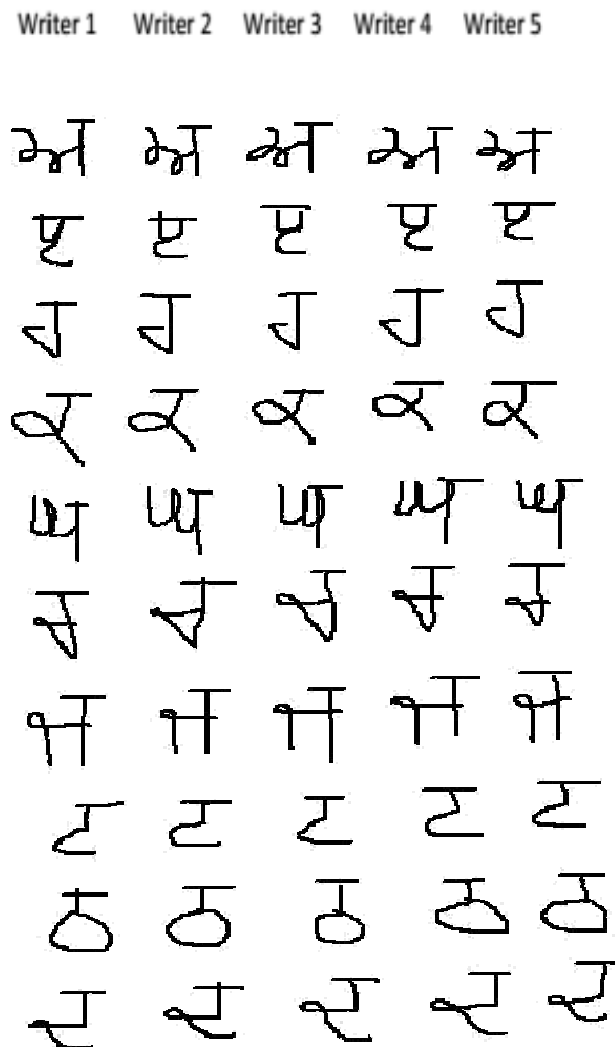 Writer 1 Writer 2 Writer 3 Writer 4 Writer 5
ਅ ਅ ਅ ਅ ਅ
ੲ ੲ ੲ ੲ ੲ
ਹ ਹ ਹ ਹ ਹ
ਕ ਕ ਕ ਕ ਕ
ਘ ਘ ਘ ਘ ਘ
ਚ ਚ ਚ ਚ ਚ
ਜ ਜ ਜ ਜ ਜ
ਟ ਟ ਟ ਟ ਟ
ਠ ਠ ਠ ਠ ਠ
ਦ ਦ ਦ ਦ ਦ